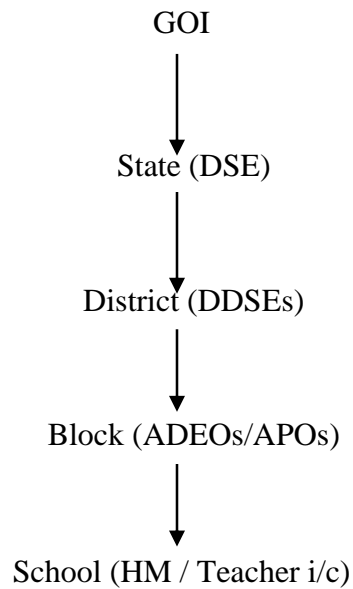 GOI
State (DSE)
District (DDSEs)
Block (ADEOs/APOs)
School (HM / Teacher i/c)